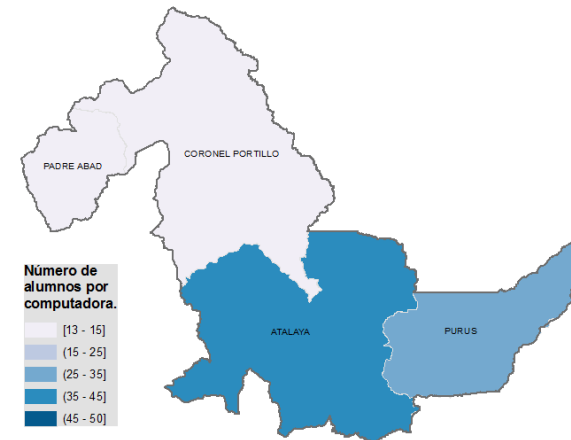 PADRE ABAD
CORONEL PORTILLO
ATALAYA
PURUS
Número de
alumnos por
computadora.
[13 - 15]
(15 - 25]
(25 - 35]
(35 - 45]
(45 - 50]